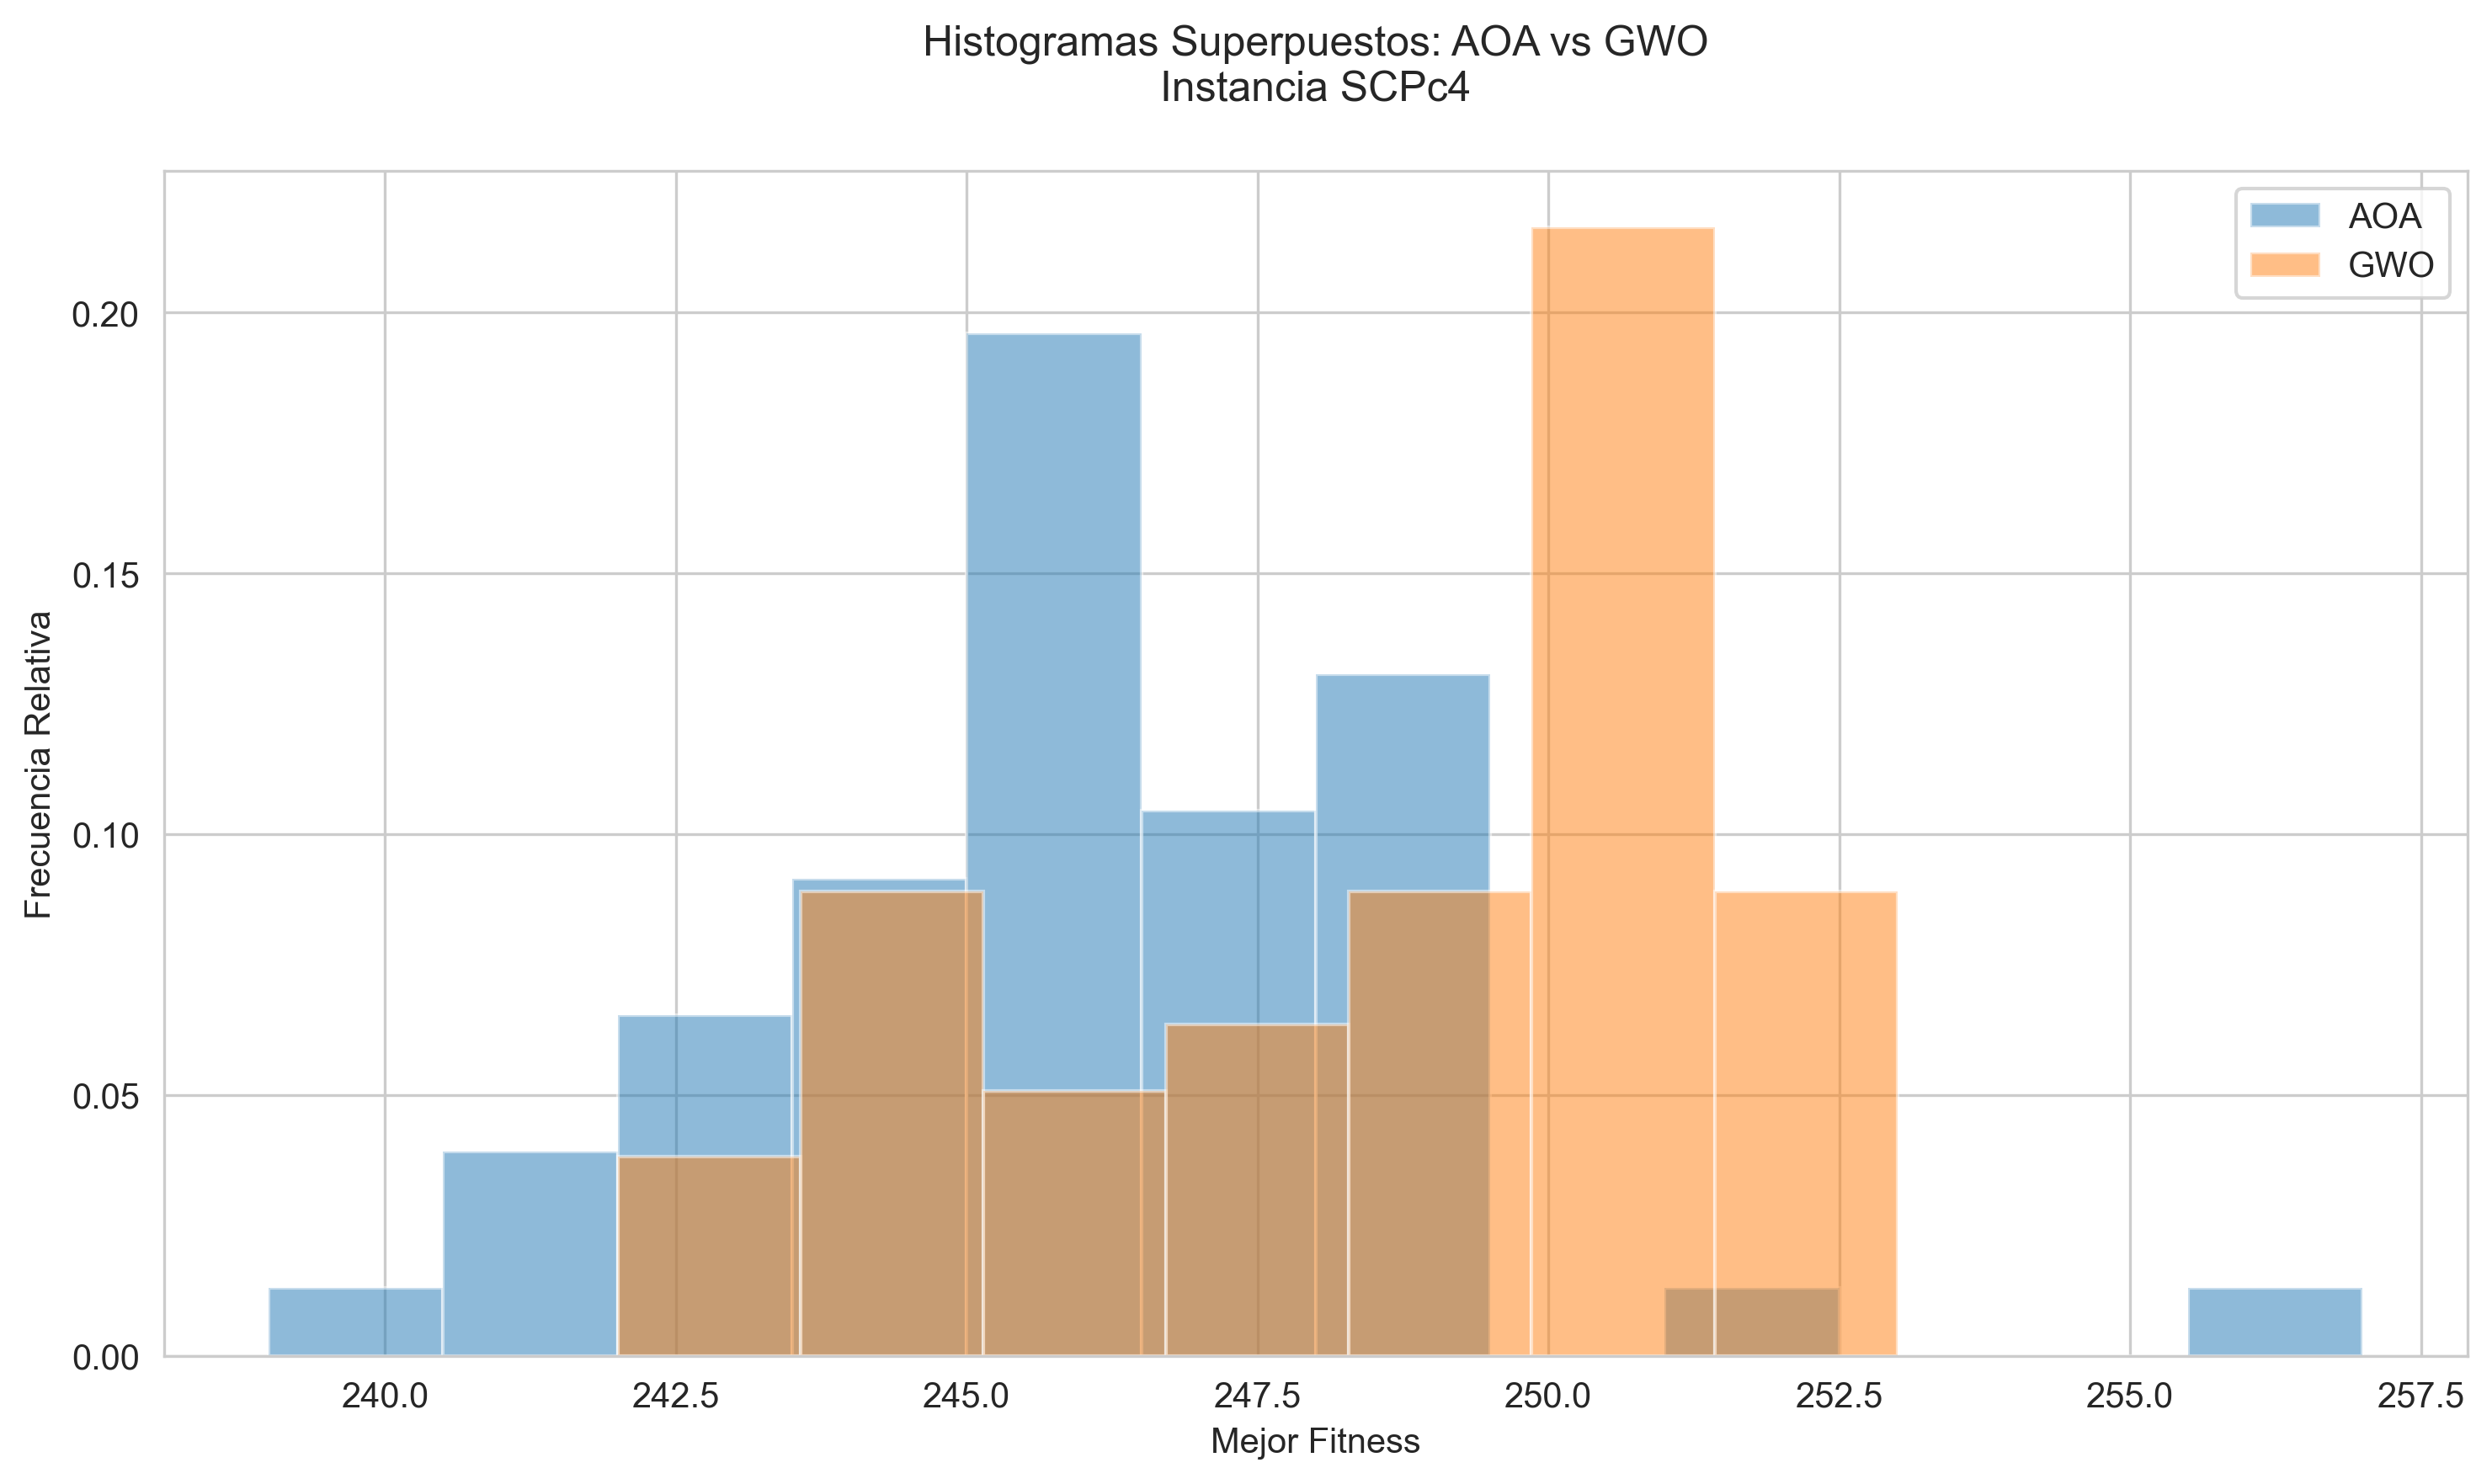 Histogramas Superpuestos: AOA vs GWO
Instancia SCPc4
AOA
GWO
Frecuencia Relativa
0.20
0.15
0.10
0.05
0.00
240.0 242.5 245.0 247.5 250.0 252.5 255.0 257.5
Mejor Fitness